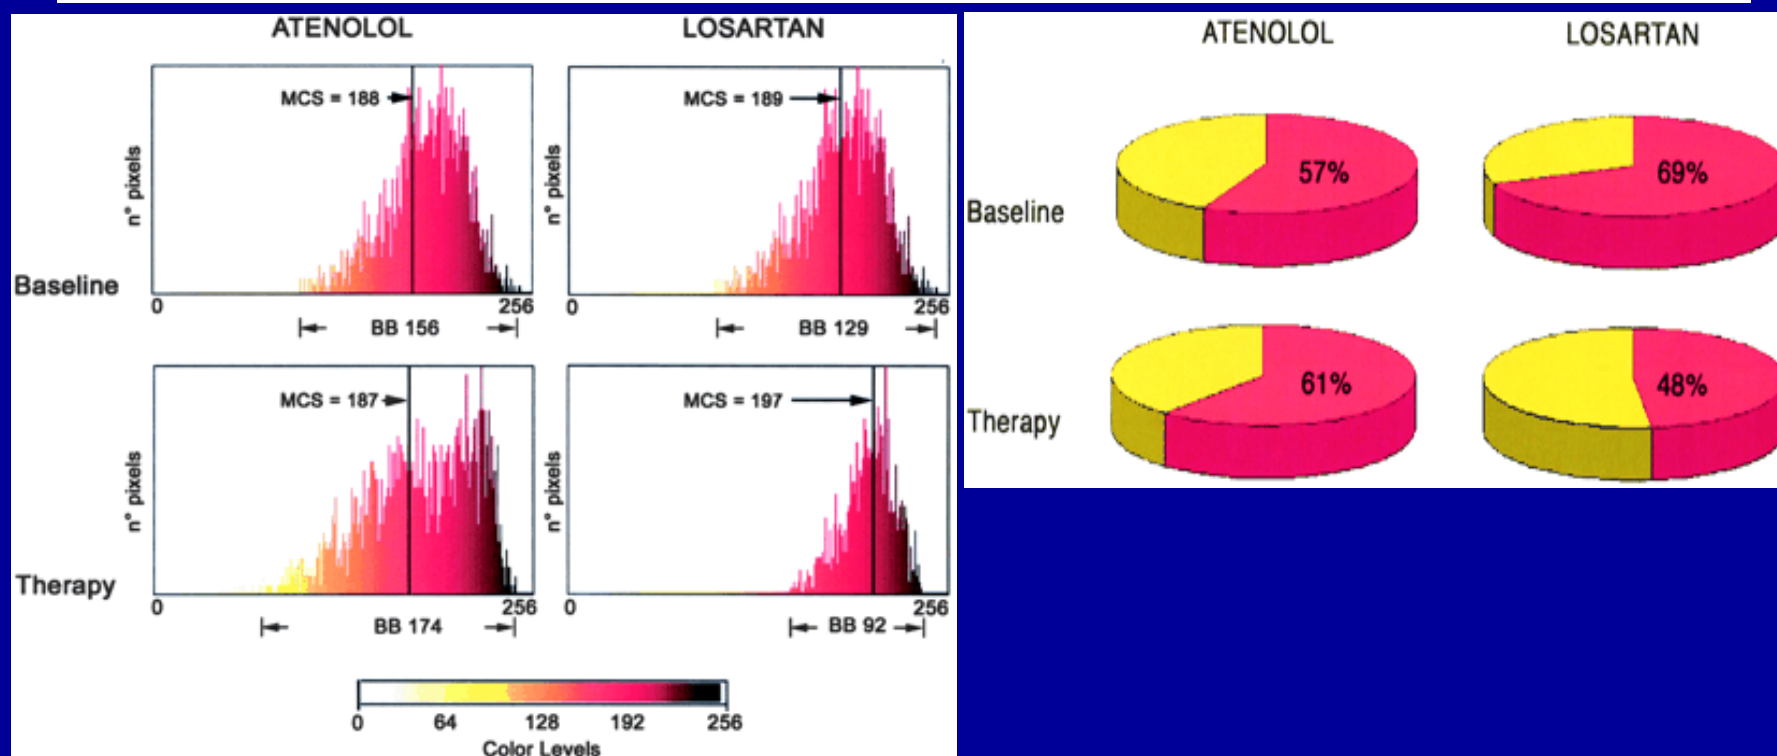 ATENOLOL LOSARTAN
MCS = 188
MCS = 189
n° pixels
n° pixels
Baseline
0 256
0 256
BB 156
BB 129
MCS = 187
MCS = 197
n° pixels
n° pixels
Therapy
0 256
0 256
BB 174
BB 92
0 64 128 192 256
Color Levels
ATENOLOL LOSARTAN
57%
69%
Baseline
61%
48%
Therapy